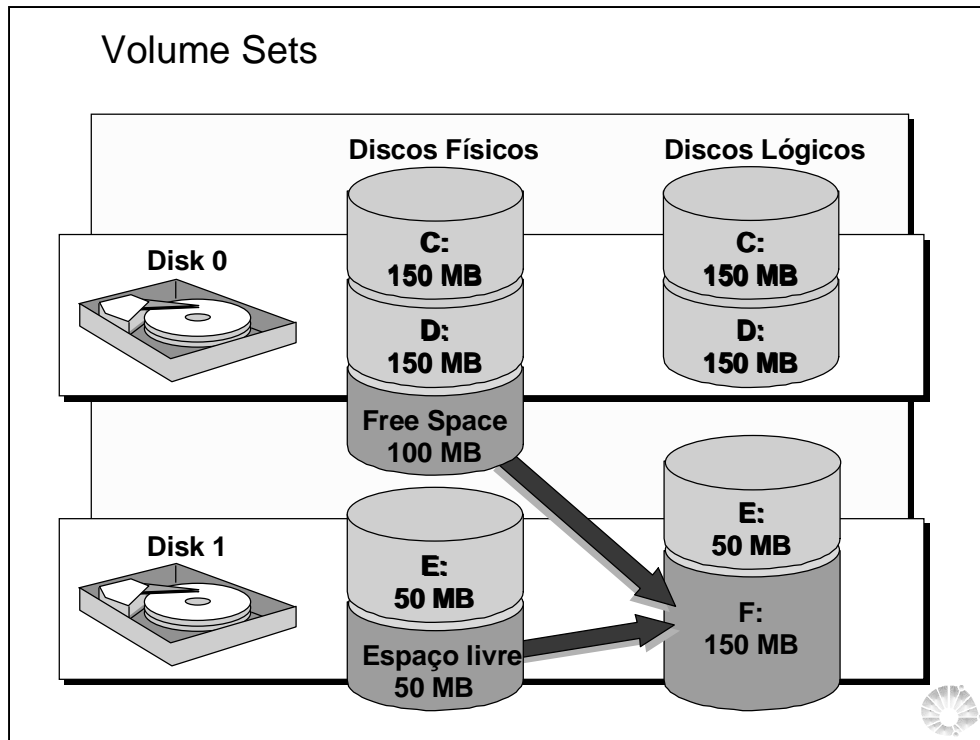 Volume Sets
Discos Físicos
Discos Lógicos
Disk 0
C:
150 MB
D:
150 MB
Free Space
100 MB
C:
150 MB
D:
150 MB
Disk 1
E:
50 MB
Espaço livre
50 MB
E:
50 MB
F:
150 MB